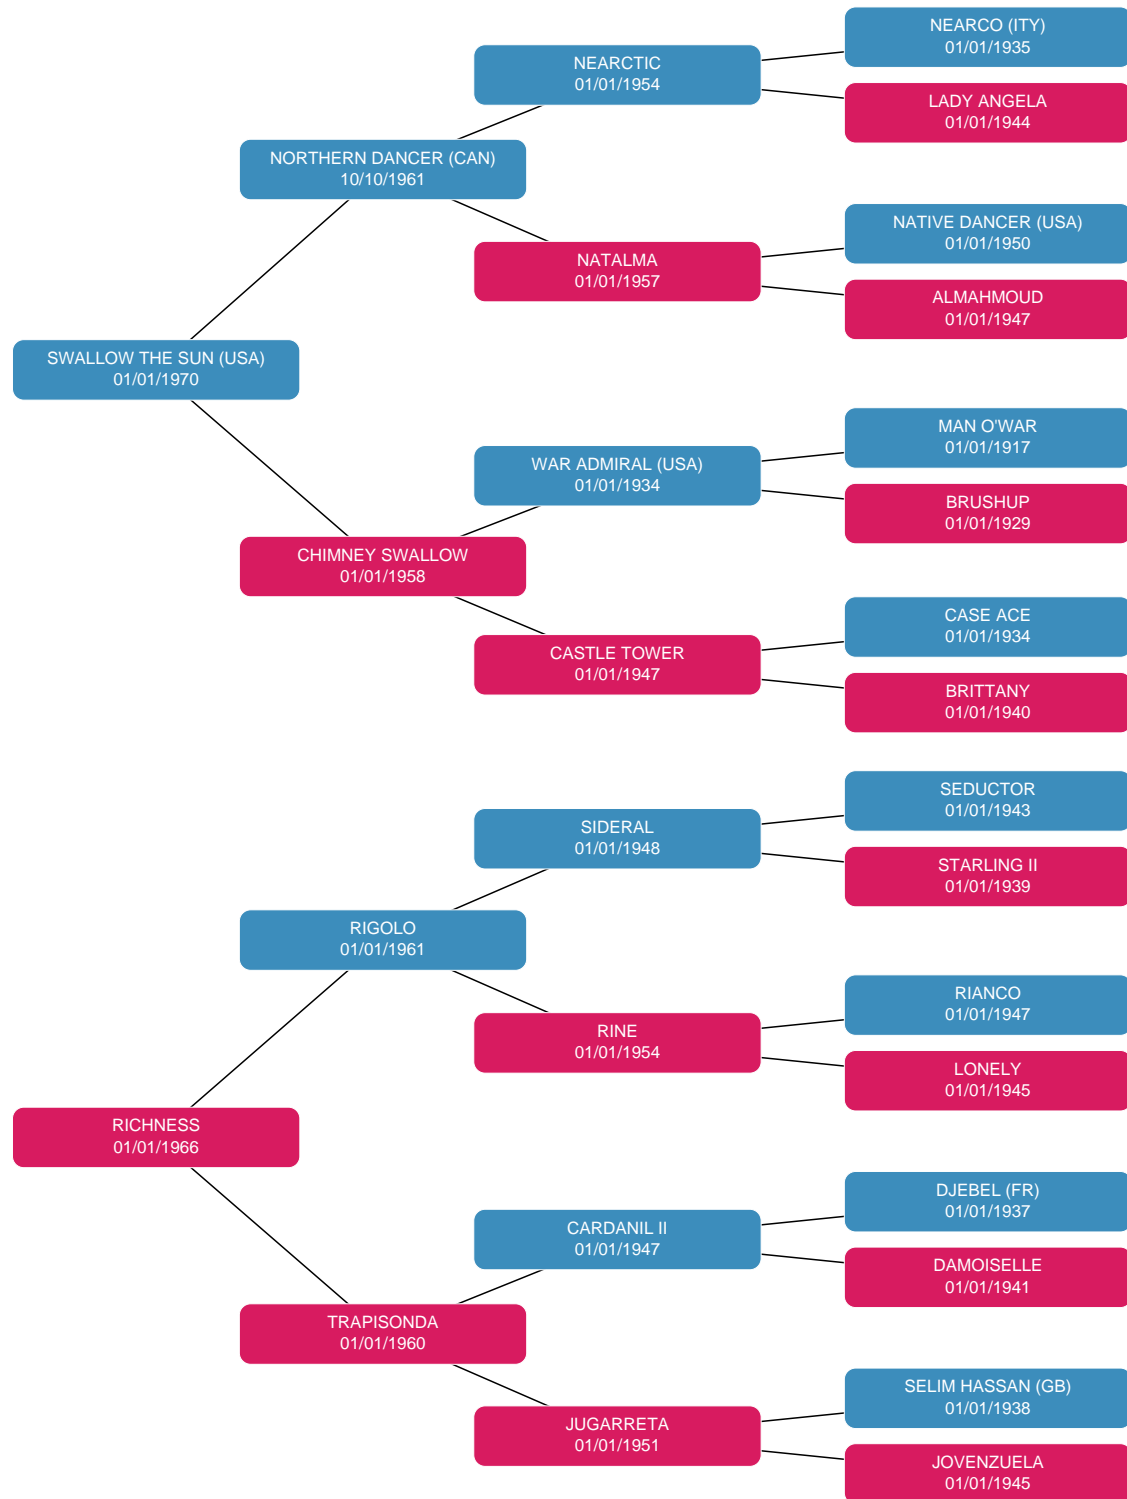 NEARCO (ITY)
01/01/1935
NEARCTIC
01/01/1954
LADY ANGELA
01/01/1944
NORTHERN DANCER (CAN)
10/10/1961
NATIVE DANCER (USA)
01/01/1950
NATALMA
01/01/1957
ALMAHMOUD
01/01/1947
SWALLOW THE SUN (USA)
01/01/1970
MAN O'WAR
01/01/1917
WAR ADMIRAL (USA)
01/01/1934
BRUSHUP
01/01/1929
CHIMNEY SWALLOW
01/01/1958
CASE ACE
01/01/1934
CASTLE TOWER
01/01/1947
BRITTANY
01/01/1940
SEDUCTOR
01/01/1943
SIDERAL
01/01/1948
STARLING II
01/01/1939
RIGOLO
01/01/1961
RIANCO
01/01/1947
RINE
01/01/1954
LONELY
01/01/1945
RICHNESS
01/01/1966
DJEBEL (FR)
01/01/1937
CARDANIL II
01/01/1947
DAMOISELLE
01/01/1941
TRAPISONDA
01/01/1960
SELIM HASSAN (GB)
01/01/1938
JUGARRETA
01/01/1951
JOVENZUELA
01/01/1945